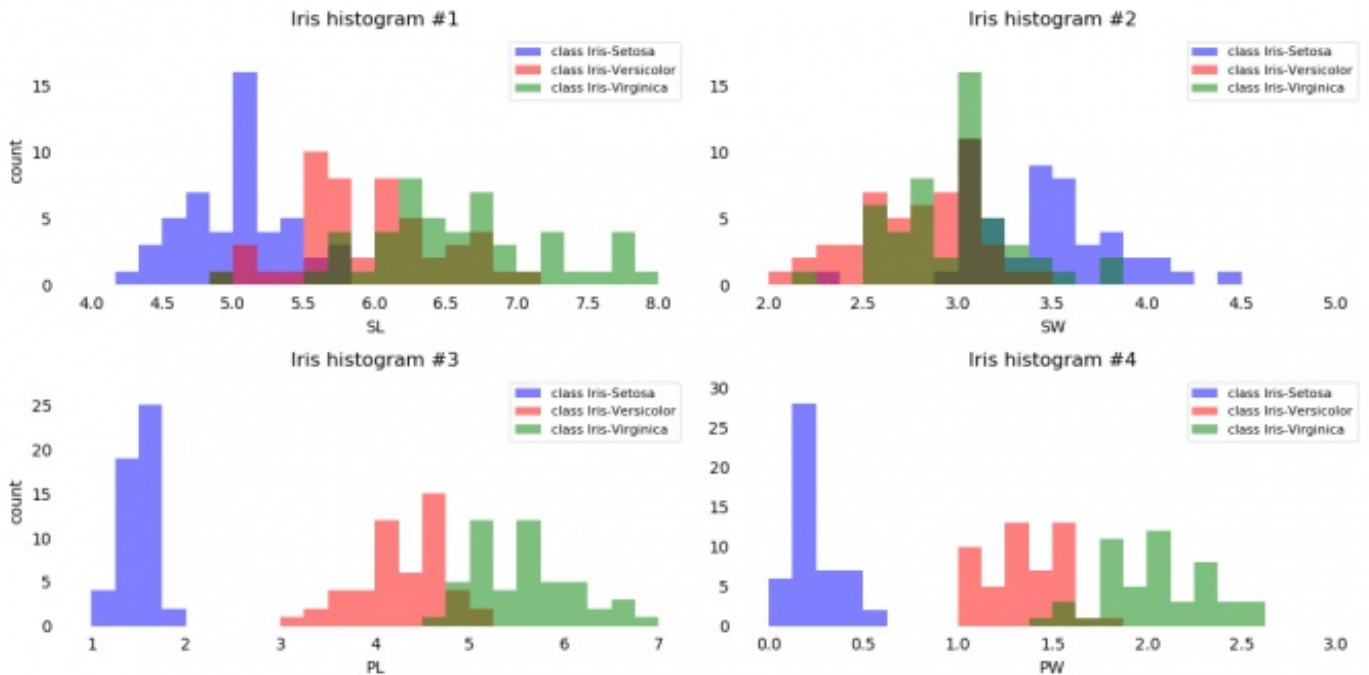 Iris histogram #1
class Iris-Setosa
class Iris-Versicolor
class Iris-Virginica
15
10
5
0
count
4.0 4.5 5.0 5.5 6.0 6.5 7.0 7.5 8.0
SL
Iris histogram #2
class Iris-Setosa
class Iris-Versicolor
class Iris-Virginica
15
10
5
0
2.0 2.5 3.0 3.5 4.0 4.5 5.0
SW
Iris histogram #3
class Iris-Setosa
class Iris-Versicolor
class Iris-Virginica
25
20
15
10
5
0
count
1 2 3 4 5 6 7
PL
Iris histogram #4
class Iris-Setosa
class Iris-Versicolor
class Iris-Virginica
30
25
20
15
10
5
0
0.0 0.5 1.0 1.5 2.0 2.5 3.0
PW